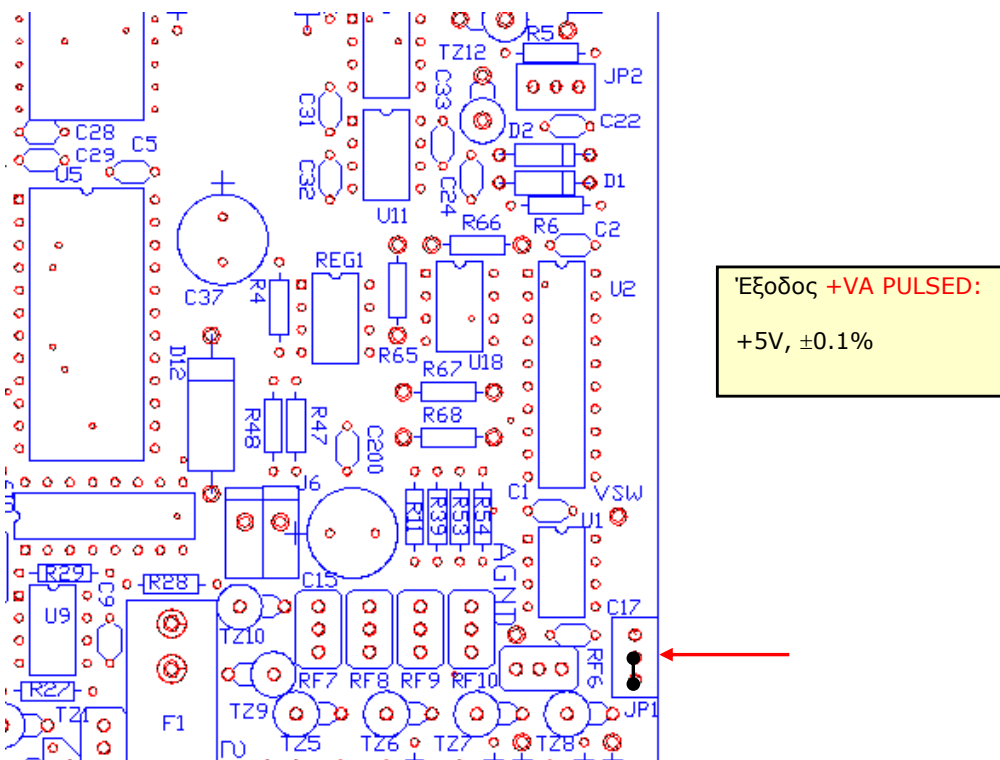 R5
TZ12
JP2
C33
C31
C22
D2
C28
C29
C5
U5
C32
C24
D1
U11
R66
R6
C2
REG1
R4
U2
C37
Έξοδος +VA PULSED:
+5V, ±0.1%
D12
R65
U18
R67
R68
R48
R47
C200
J6
C1
VSW
R11
R39
R53
R54
U1
AGND
C15
R29
R28
C9
U9
C17
TZ10
RF7
RF8
RF9
RF10
RF6
R27
TZ9
JP1
TZ1
F1
TZ5
TZ6
TZ7
TZ8
2